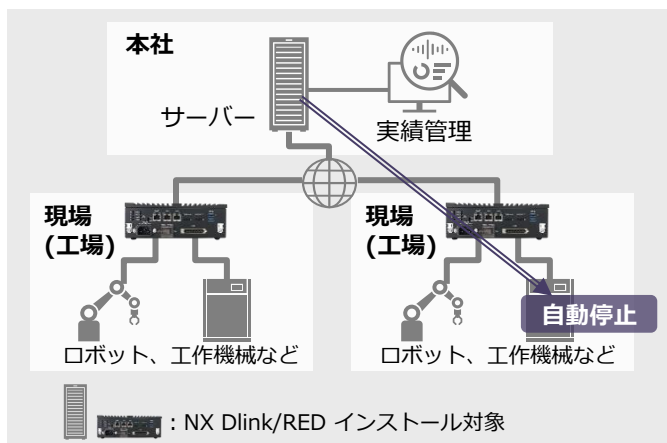 本社
サーバー
実績管理
現場
(工場)
現場
(工場)
自動停止
ロボット、工作機械など
ロボット、工作機械など
：NX Dlink/RED インストール対象